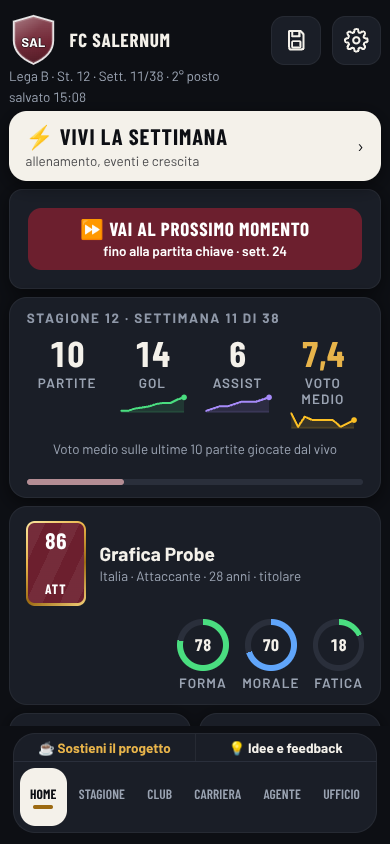 SAL
FC SALERNUM
Lega B · St. 12 · Sett. 11/38 · 2° posto
salvato 15:08
⚡ VIVI LA SETTIMANA
allenamento, eventi e crescita
›
⏩ VAI AL PROSSIMO MOMENTO
fino alla partita chiave · sett. 24
STAGIONE 12 · SETTIMANA 11 DI 38
10 14 6 7,4
PARTITE GOL ASSIST VOTO
MEDIO
Voto medio sulle ultime 10 partite giocate dal vivo
86
ATT
Grafica Probe
Italia · Attaccante · 28 anni · titolare
78 70 18
FORMA MORALE FATICA
☕ Sostieni il progetto 💡 Idee e feedback
HOME STAGIONE CLUB CARRIERA AGENTE UFFICIO